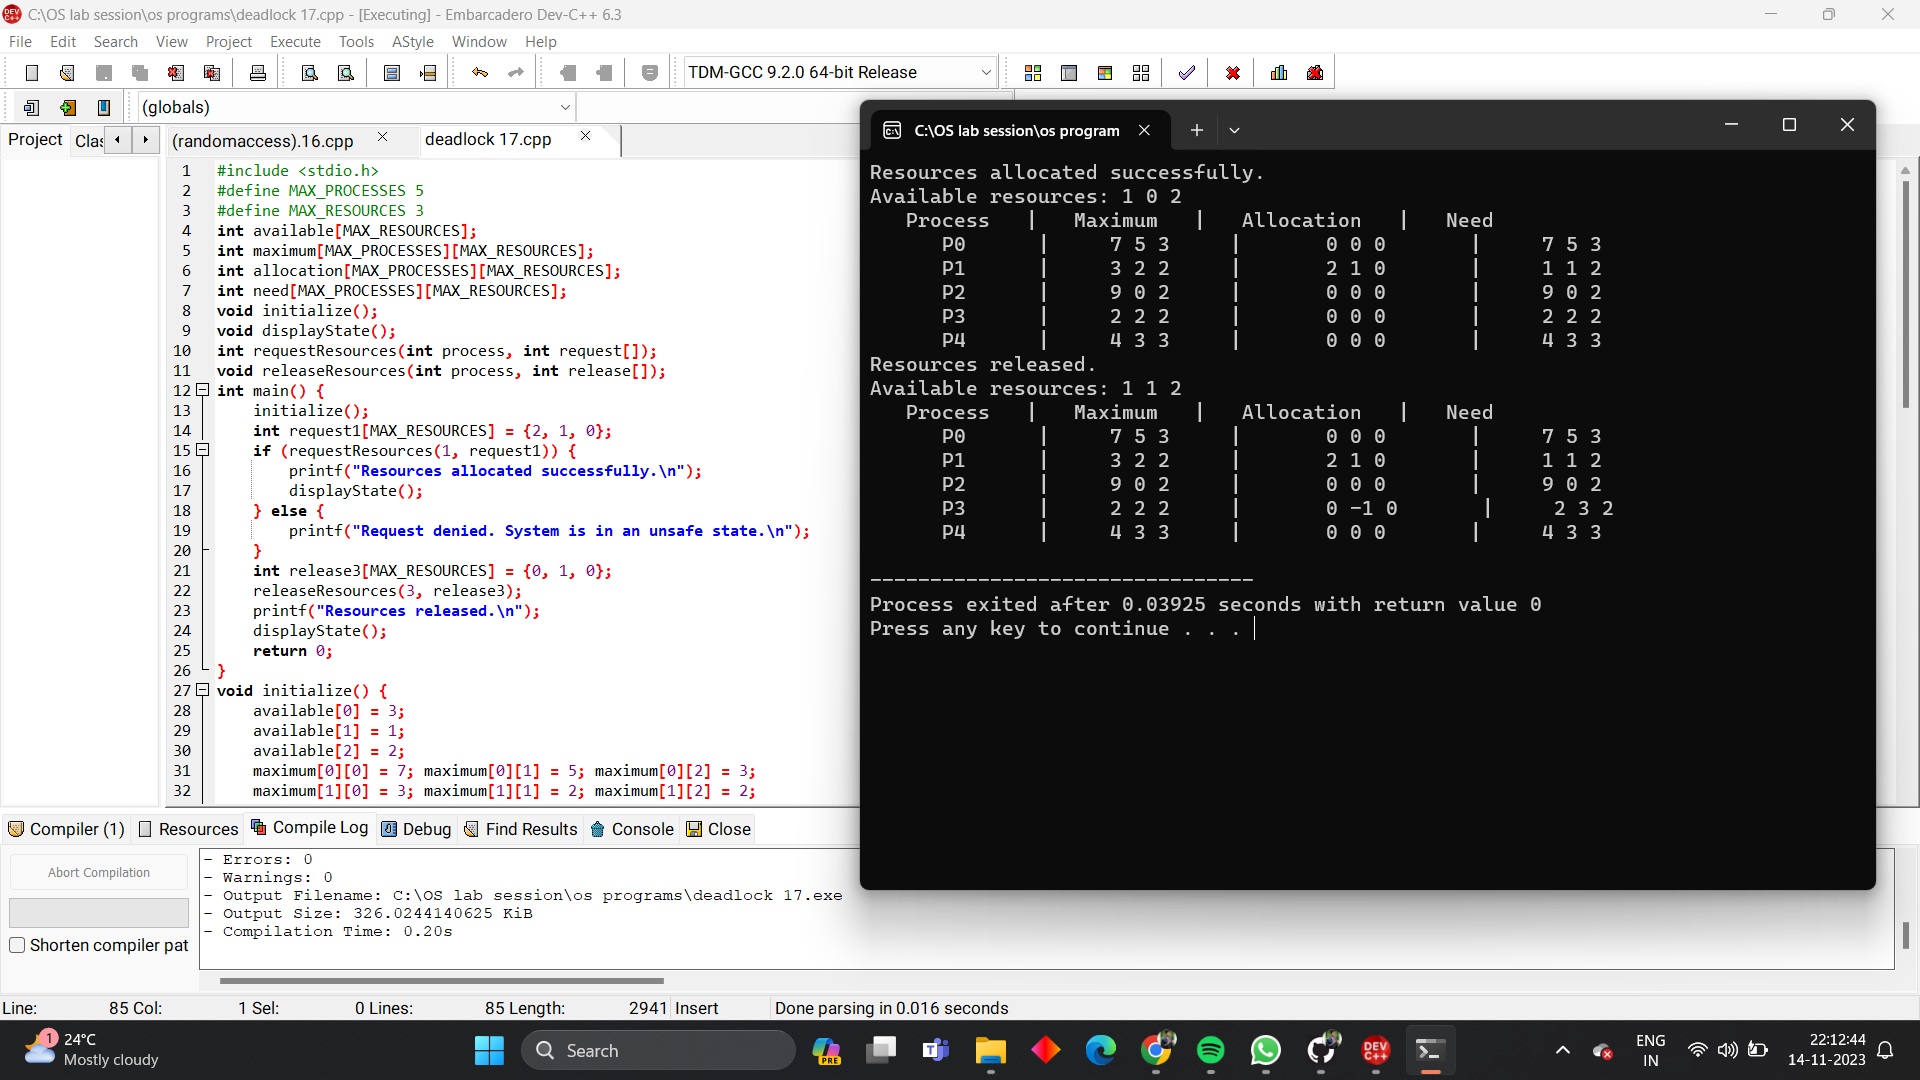 C:\OS lab session\os programs\deadlock 17.cpp - [Executing] - Embarcadero Dev-C++ 6.3
File Edit Search View Project Execute Tools AStyle Window Help
TDM-GCC 9.2.0 64-bit Release
(globals)
Project Clas (randomaccess).16.cpp deadlock 17.cpp
1 #include <stdio.h>
2 #define MAX_PROCESSES 5
3 #define MAX_RESOURCES 3
4 int available[MAX_RESOURCES];
5 int maximum[MAX_PROCESSES][MAX_RESOURCES];
6 int allocation[MAX_PROCESSES][MAX_RESOURCES];
7 int need[MAX_PROCESSES][MAX_RESOURCES];
8 void initialize();
9 void displayState();
10 int requestResources(int process, int request[]);
11 void releaseResources(int process, int release[]);
12 int main() {
13 initialize();
14 int request1[MAX_RESOURCES] = {2, 1, 0};
15 if (requestResources(1, request1)) {
16 printf("Resources allocated successfully.\n");
17 displayState();
18 } else {
19 printf("Request denied. System is in an unsafe state.\n");
20 }
21 int release3[MAX_RESOURCES] = {0, 1, 0};
22 releaseResources(3, release3);
23 printf("Resources released.\n");
24 displayState();
25 return 0;
26 }
27 void initialize() {
28 available[0] = 3;
29 available[1] = 1;
30 available[2] = 2;
31 maximum[0][0] = 7; maximum[0][1] = 5; maximum[0][2] = 3;
32 maximum[1][0] = 3; maximum[1][1] = 2; maximum[1][2] = 2;
C:\OS lab session\os program
Resources allocated successfully.
Available resources: 1 0 2
Process | Maximum | Allocation | Need
P0 | 7 5 3 | 0 0 0 | 7 5 3
P1 | 3 2 2 | 2 1 0 | 1 1 2
P2 | 9 0 2 | 0 0 0 | 9 0 2
P3 | 2 2 2 | 0 0 0 | 2 2 2
P4 | 4 3 3 | 0 0 0 | 4 3 3
Resources released.
Available resources: 1 1 2
Process | Maximum | Allocation | Need
P0 | 7 5 3 | 0 0 0 | 7 5 3
P1 | 3 2 2 | 2 1 0 | 1 1 2
P2 | 9 0 2 | 0 0 0 | 9 0 2
P3 | 2 2 2 | 0 -1 0 | 2 3 2
P4 | 4 3 3 | 0 0 0 | 4 3 3
--------------------------------
Process exited after 0.03925 seconds with return value 0
Press any key to continue . . .
Compiler (1) Resources Compile Log Debug Find Results Console Close
Abort Compilation
Shorten compiler pat
- Errors: 0
- Warnings: 0
- Output Filename: C:\OS lab session\os programs\deadlock 17.exe
- Output Size: 326.0244140625 KiB
- Compilation Time: 0.20s
Line: 85 Col: 1 Sel: 0 Lines: 85 Length: 2941 Insert Done parsing in 0.016 seconds
1
24°C
Mostly cloudy
Search
PRE
DEV C++
ENG
IN
22:12:44
14-11-2023